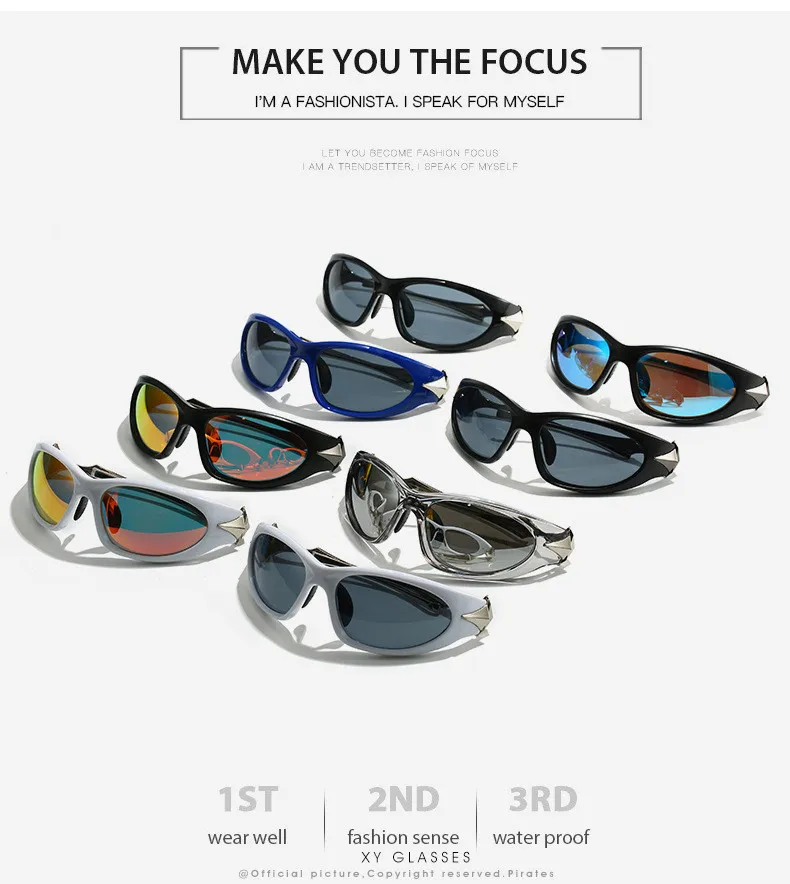 MAKE YOU THE FOCUS
I'M A FASHIONISTA. I SPEAK FOR MYSELF
LET YOU BECOME FASHION FOCUS
I AM A TRENDSETTER, I SPEAK OF MYSELF
1ST 2ND 3RD
wear well fashion sense water proof
XY GLASSES
@Official picture,Copyright reserved.Pirates